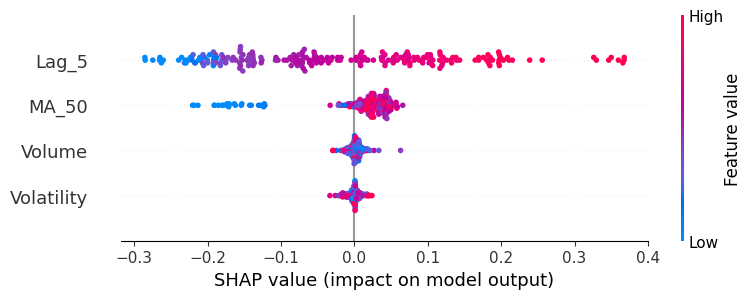 High
Lag_5
MA_50
Volume
Volatility
Feature value
Low
−0.3 −0.2 −0.1 0.0 0.1 0.2 0.3 0.4
SHAP value (impact on model output)